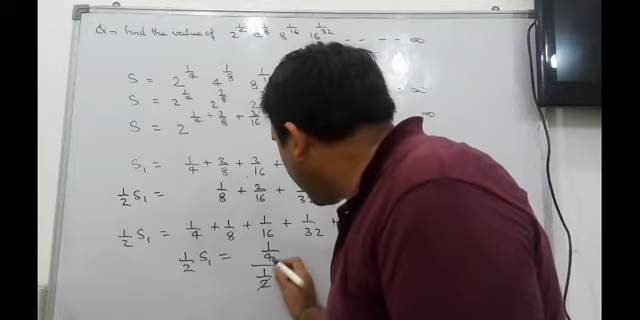 Q→ Find the value of 2^{1/4} 4^{1/8} 8^{1/16} 16^{1/32} - - - - ∞
S = 2^{1/4} 4^{1/8} - ∞
S = 2^{1/4} 2^{2/8}
S = 2^{1/4 + 2/8 + 3/16} ∞
S₁ = 1/4 + 2/8 + 3/16 +
1/2 S₁ = 1/8 + 2/16 +
1/2 S₁ = 1/4 + 1/8 + 1/16 + 1/32 +
1/2 S₁ = (1/4)/(1/2)